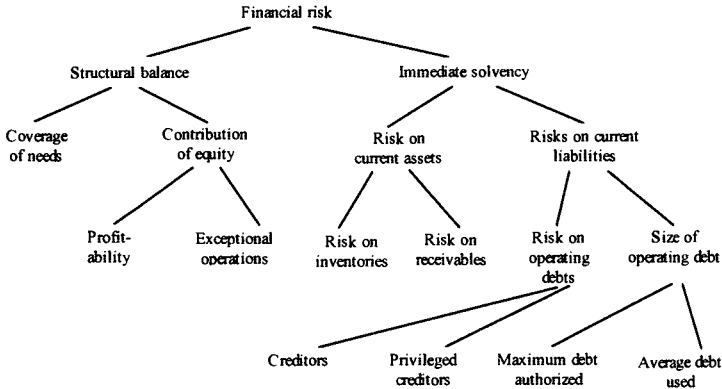 Financial risk
Structural balance
Immediate solvency
Coverage
of needs
Contribution
of equity
Risk on
current assets
Risks on current
liabilities
Profit-
ability
Exceptional
operations
Risk on
inventories
Risk on
receivables
Risk on
operating
debts
Size of
operating debt
Creditors
Privileged
creditors
Maximum debt
authorized
Average debt
used